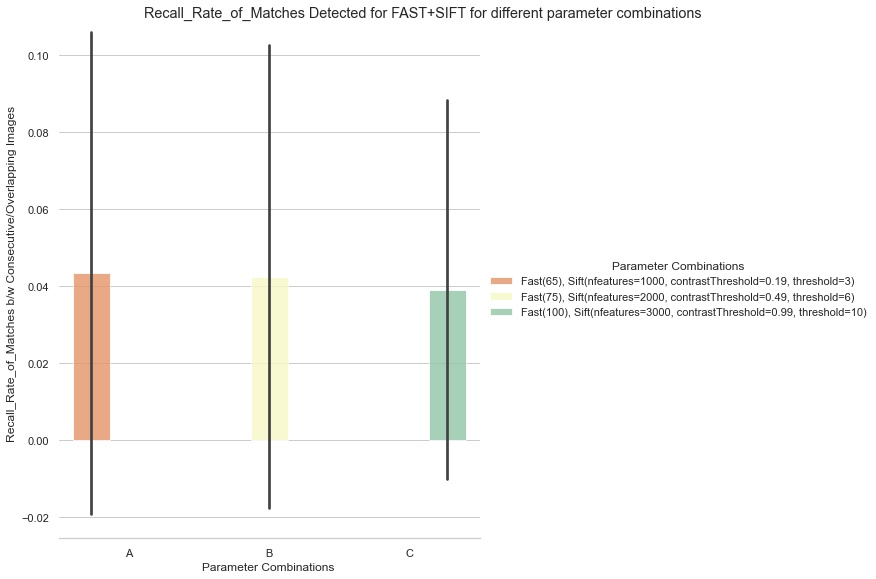 Recall_Rate_of_Matches Detected for FAST+SIFT for different parameter combinations
Recall_Rate_of_Matches b/w Consecutive/Overlapping Images
0.10
0.08
0.06
0.04
0.02
0.00
−0.02
A B C
Parameter Combinations
Parameter Combinations
Fast(65), Sift(nfeatures=1000, contrastThreshold=0.19, threshold=3)
Fast(75), Sift(nfeatures=2000, contrastThreshold=0.49, threshold=6)
Fast(100), Sift(nfeatures=3000, contrastThreshold=0.99, threshold=10)